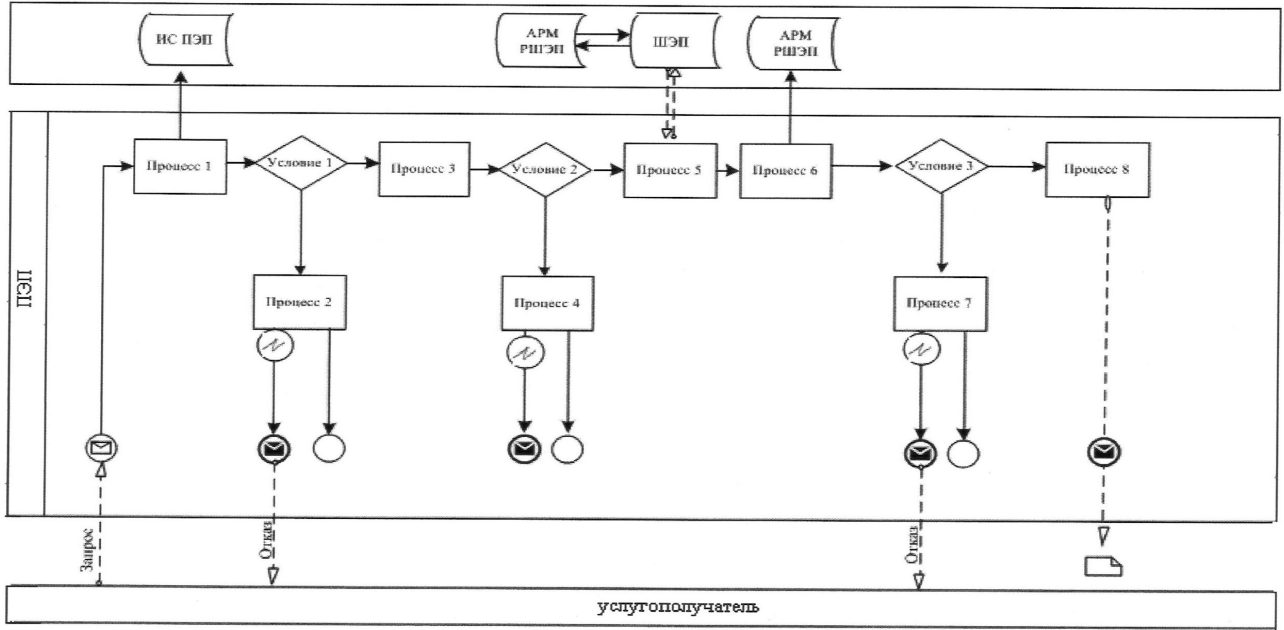 ИС ПЭП
АРМ
РШЭП
ШЭП
АРМ
РШЭП
ПЭП
Процесс 1
Условие 1
Процесс 3
Условие 2
Процесс 5
Процесс 6
Условие 3
Процесс 8
Процесс 2
Процесс 4
Процесс 7
Запрос
Отказ
Отказ
услугополучатель